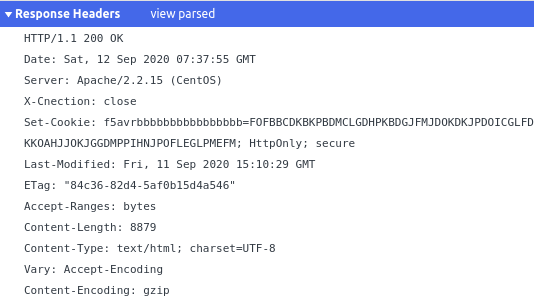 Response Headers view parsed
HTTP/1.1 200 OK
Date: Sat, 12 Sep 2020 07:37:55 GMT
Server: Apache/2.2.15 (CentOS)
X-Cnection: close
Set-Cookie: f5avrbbbbbbbbbbbbbbbb=FOFBBCDKBKPBDMCLGDHPKBDGJFMJDOKDKJPDOICGLFD
KKOAHJJOKJGGDMPPIHNJPOFLEGLPMEFM; HttpOnly; secure
Last-Modified: Fri, 11 Sep 2020 15:10:29 GMT
ETag: "84c36-82d4-5af0b15d4a546"
Accept-Ranges: bytes
Content-Length: 8879
Content-Type: text/html; charset=UTF-8
Vary: Accept-Encoding
Content-Encoding: gzip